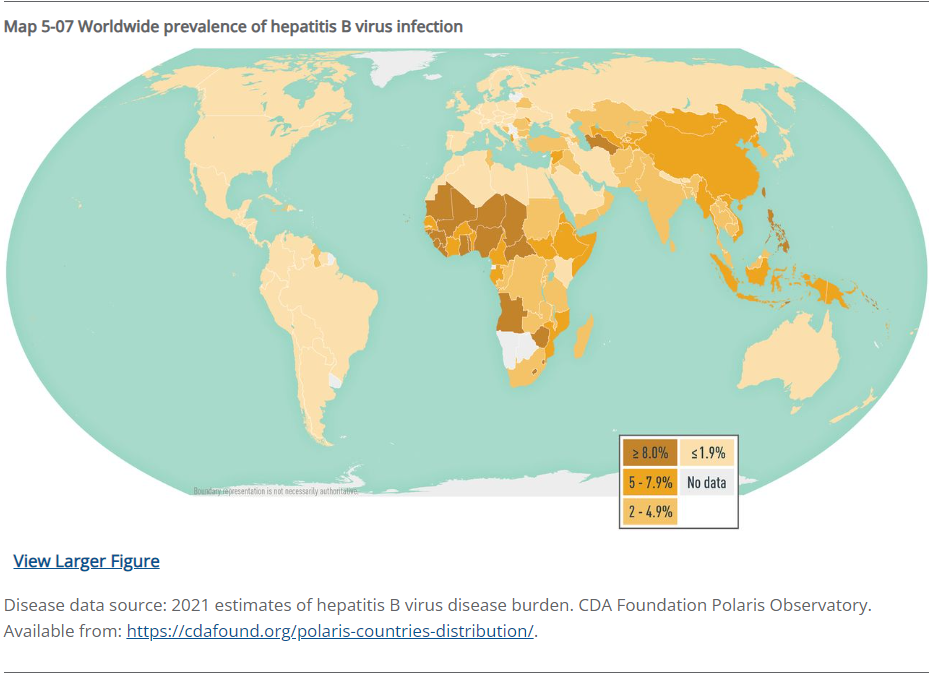 Map 5-07 Worldwide prevalence of hepatitis B virus infection
≥ 8.0% ≤1.9%
5 - 7.9% No data
2 - 4.9%
Boundary representation is not necessarily authoritative.
View Larger Figure
Disease data source: 2021 estimates of hepatitis B virus disease burden. CDA Foundation Polaris Observatory.
Available from: https://cdafound.org/polaris-countries-distribution/.